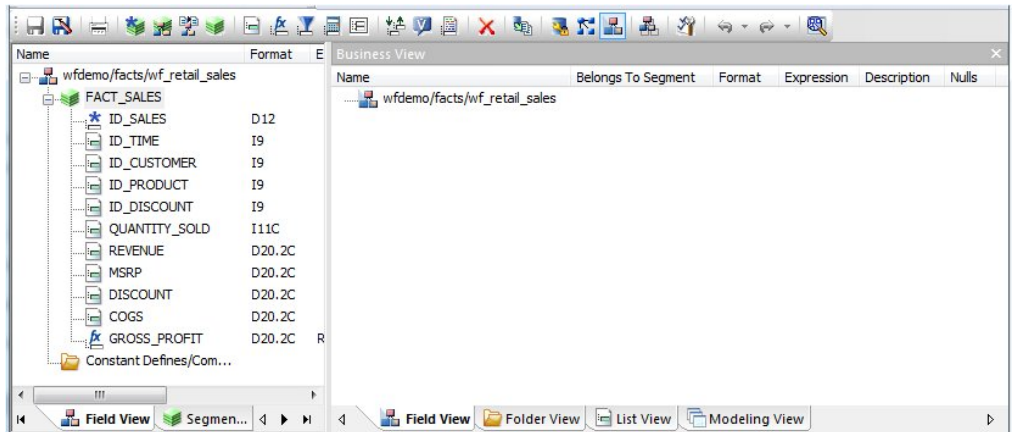 Name Format E
wfdemo/facts/wf_retail_sales
FACT_SALES
ID_SALES D12
ID_TIME I9
ID_CUSTOMER I9
ID_PRODUCT I9
ID_DISCOUNT I9
QUANTITY_SOLD I11C
REVENUE D20.2C
MSRP D20.2C
DISCOUNT D20.2C
COGS D20.2C
GROSS_PROFIT D20.2C R
Constant Defines/Com...
Field View Segmen...
Business View
Name Belongs To Segment Format Expression Description Nulls
wfdemo/facts/wf_retail_sales
Field View Folder View List View Modeling View